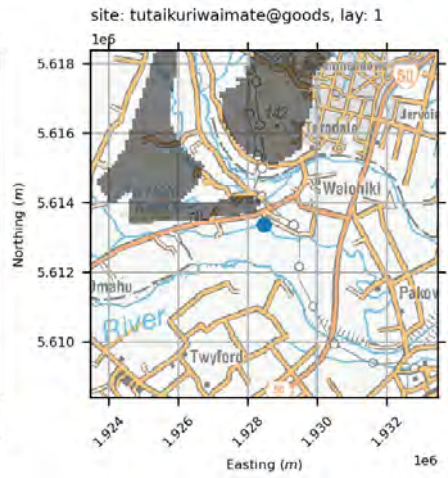 site: tutaikuriwaimate@goods, lay: 1
1e6
5.618
5.616
5.614
5.612
5.610
Northing (m)
50
142
Taradale
Jervoi
Waiohiki
Omahu
Pakow
River
Twyford
50
1.924
1.926
1.928
1.930
1.932
1e6
Easting (m)